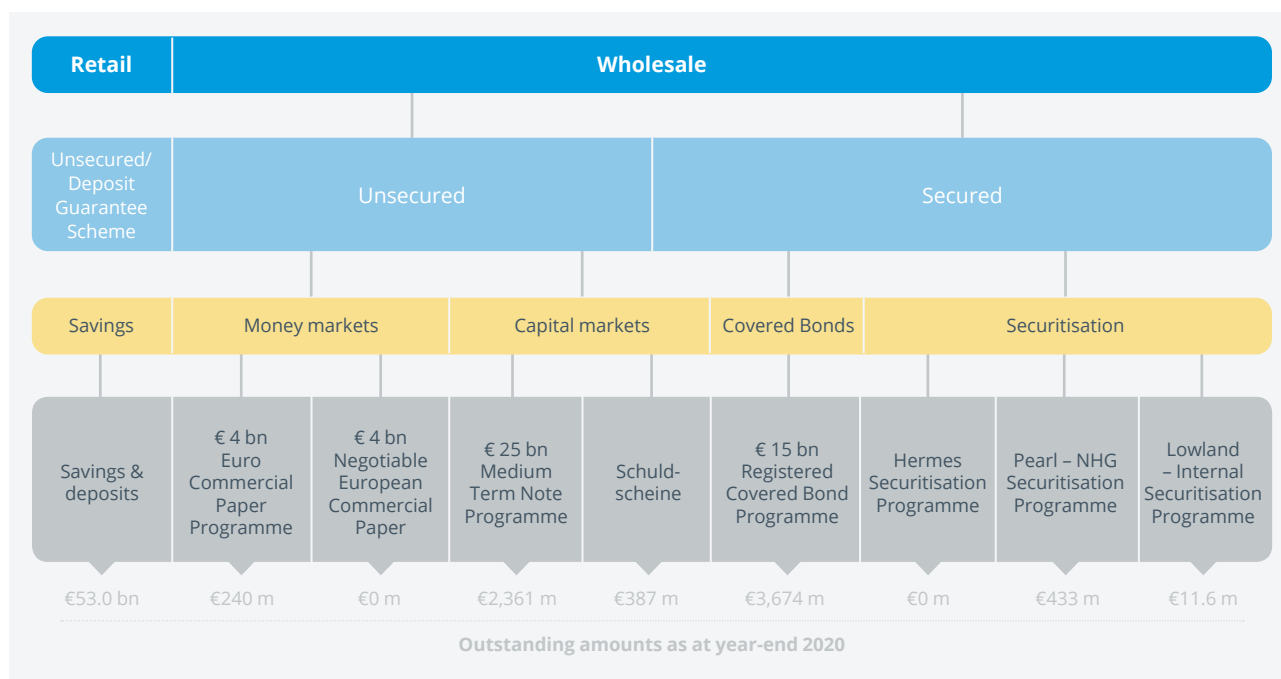 Retail
Wholesale
Unsecured/
Deposit
Guarantee
Scheme
Unsecured
Secured
Savings
Money markets
Capital markets
Covered Bonds
Securitisation
Savings &
deposits
€ 4 bn
Euro
Commercial
Paper
Programme
€ 4 bn
Negotiable
European
Commercial
Paper
€ 25 bn
Medium
Term Note
Programme
Schuld-
scheine
€ 15 bn
Registered
Covered Bond
Programme
Hermes
Securitisation
Programme
Pearl – NHG
Securitisation
Programme
Lowland
– Internal
Securitisation
Programme
€53.0 bn
€240 m
€0 m
€2,361 m
€387 m
€3,674 m
€0 m
€433 m
€11.6 m
Outstanding amounts as at year-end 2020